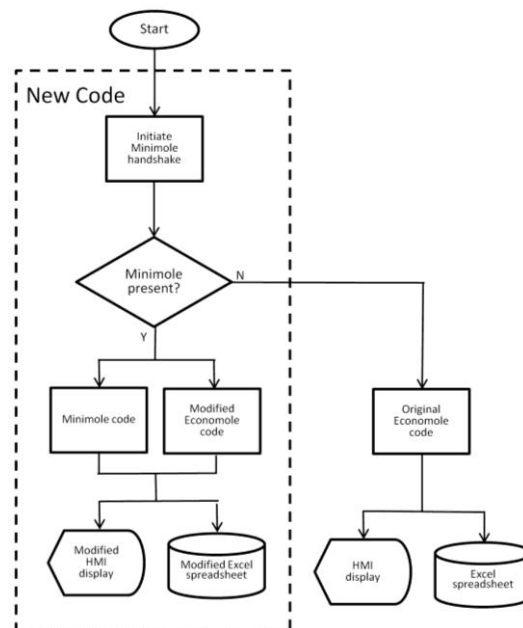 Start
New Code
Initiate
Minimole
handshake
Minimole
present?
N
Y
Minimole code
Modified
Economole
code
Original
Economole
code
Modified
HMI
display
Modified Excel
spreadsheet
HMI
display
Excel
spreadsheet